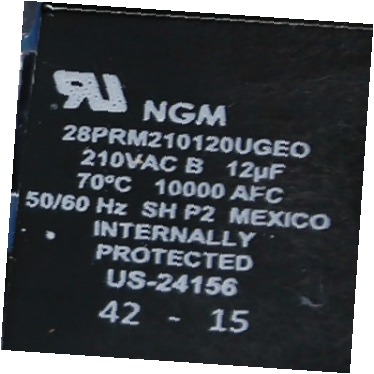 NGM
28PRM210120UGEO
210VAC B 12µF
70°C 10000 AFC
50/60 Hz SH P2 MEXICO
INTERNALLY
PROTECTED
US-24156
42 - 15